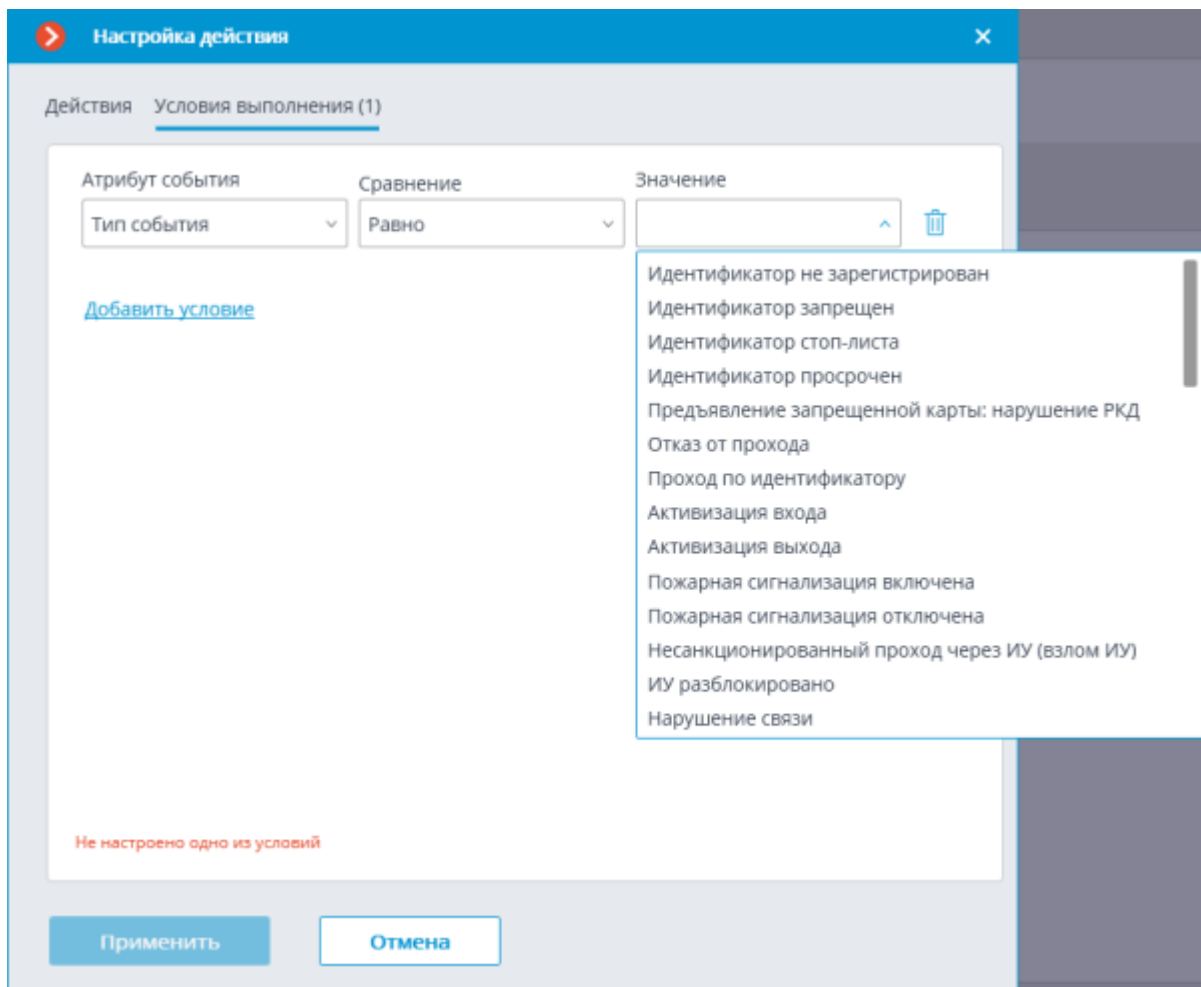 Настройка действия
Действия Условия выполнения (1)
Атрибут события Сравнение Значение
Тип события Равно
Идентификатор не зарегистрирован
Добавить условие Идентификатор запрещен
Идентификатор стоп-листа
Идентификатор просрочен
Предъявление запрещенной карты: нарушение РКД
Отказ от прохода
Проход по идентификатору
Активизация входа
Активизация выхода
Пожарная сигнализация включена
Пожарная сигнализация отключена
Несанкционированный проход через ИУ (взлом ИУ)
ИУ разблокировано
Нарушение связи
Не настроено одно из условий
Применить Отмена